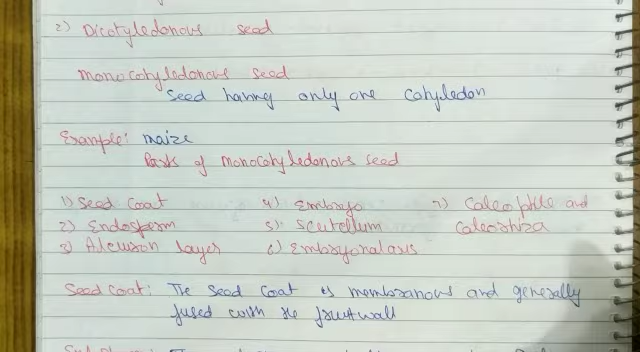 2) Dicotyledonous seed
Monocotyledonous seed
Seed having only one cotyledon
Example: maize
Parts of monocotyledonous seed
1) Seed Coat 4) Embryo 7) Coleoptile and
2) Endosperm 5) Scutellum Coleorhiza
3) Aleuron layer 6) Embryonal axis
Seed coat: The seed coat is membranous and generally
fused with the fruit wall